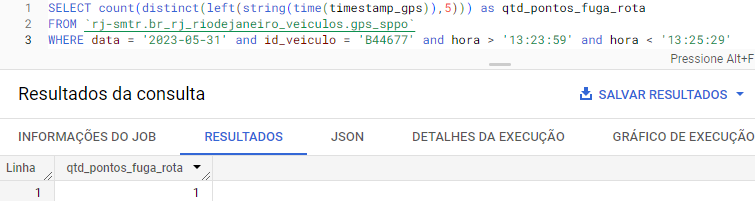 1 SELECT count(distinct(left(string(time(timestamp_gps)),5))) as qtd_pontos_fuga_rota
2 FROM `rj-smtr.br_rj_riodejaneiro_veiculos.gps_sppo`
3 WHERE data = '2023-05-31' and id_veiculo = 'B44677' and hora > '13:23:59' and hora < '13:25:29'
Pressione Alt+F
Resultados da consulta SALVAR RESULTADOS
INFORMAÇÕES DO JOB RESULTADOS JSON DETALHES DA EXECUÇÃO GRÁFICO DE EXECUÇÃO
Linha qtd_pontos_fuga_rota
1 1